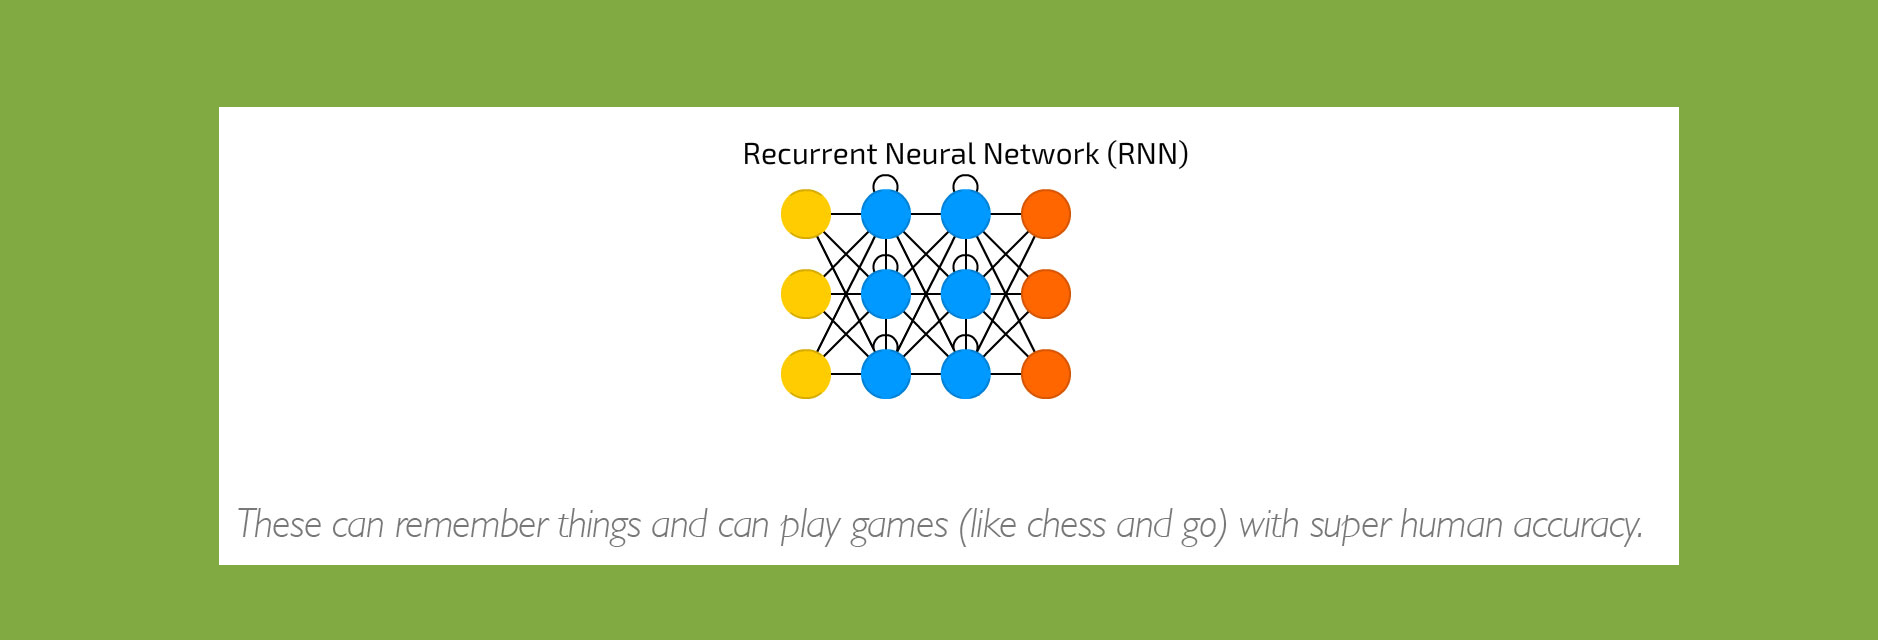 Recurrent Neural Network (RNN)
These can remember things and can play games (like chess and go) with super human accuracy.